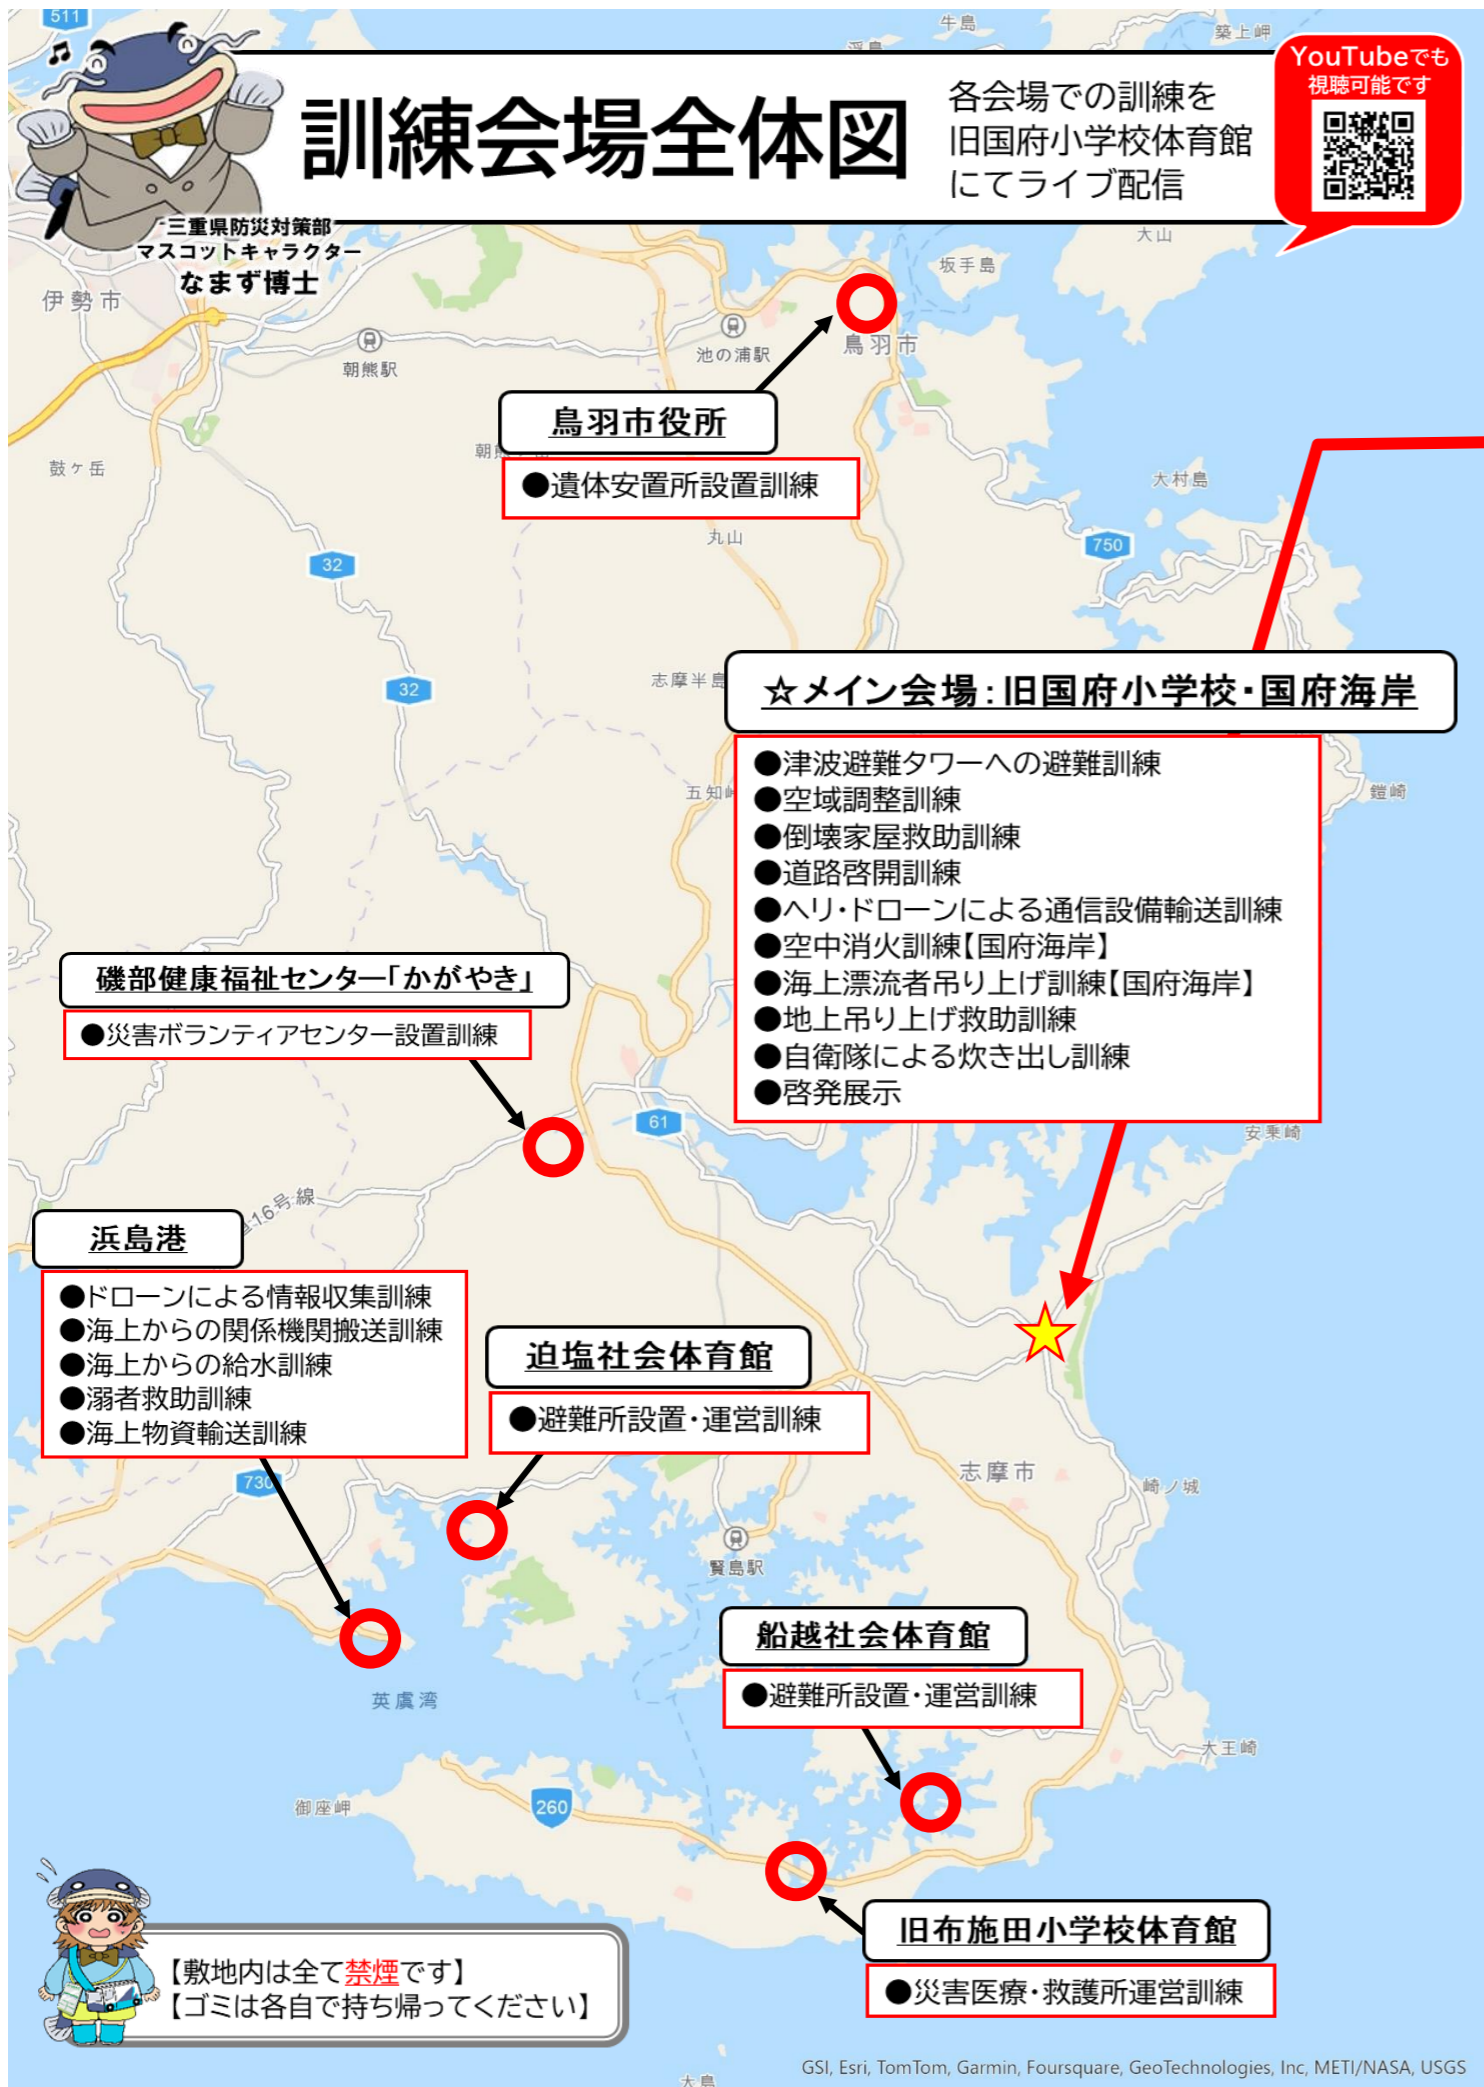 511
牛島
築上岬
訓練会場全体図
各会場での訓練を
旧国府小学校体育館
にてライブ配信
YouTubeでも
視聴可能です
三重県防災対策部
マスコットキャラクター
なまず博士
大山
坂手島
伊勢市
鳥羽市
池の浦駅
朝熊駅
鳥羽市役所
●遺体安置所設置訓練
鼓ヶ岳
大村島
丸山
750
32
32
志摩半島
☆メイン会場:旧国府小学校・国府海岸
●津波避難タワーへの避難訓練
●空域調整訓練
●倒壊家屋救助訓練
●道路啓開訓練
●ヘリ・ドローンによる通信設備輸送訓練
●空中消火訓練【国府海岸】
●海上漂流者吊り上げ訓練【国府海岸】
●地上吊り上げ救助訓練
●自衛隊による炊き出し訓練
●啓発展示
五知
鎧崎
磯部健康福祉センター「かがやき」
●災害ボランティアセンター設置訓練
61
安乗崎
16号線
浜島港
●ドローンによる情報収集訓練
●海上からの関係機関搬送訓練
●海上からの給水訓練
●溺者救助訓練
●海上物資輸送訓練
迫塩社会体育館
●避難所設置・運営訓練
730
志摩市
崎ノ城
賢島駅
船越社会体育館
●避難所設置・運営訓練
英虞湾
大王崎
御座岬
260
旧布施田小学校体育館
●災害医療・救護所運営訓練
【敷地内は全て禁煙です】
【ゴミは各自で持ち帰ってください】
大島
GSI, Esri, TomTom, Garmin, Foursquare, GeoTechnologies, Inc, METI/NASA, USGS